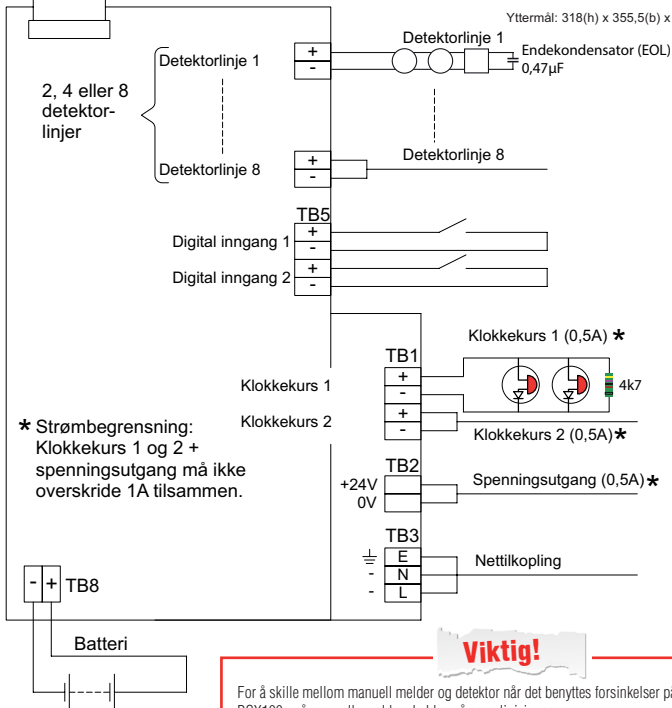 Yttermål: 318(h) x 355,5(b) x
Detektorlinje 1
+
-
Detektorlinje 1
Endekondensator (EOL)
0,47µF
2, 4 eller 8
detektor-
linjer
Detektorlinje 8
+
-
Detektorlinje 8
TB5
Digital inngang 1
+
-
Digital inngang 2
+
-
Klokkekurs 1 (0,5A) *
TB1
Klokkekurs 1
+
-
4k7
Klokkekurs 2
+
-
Klokkekurs 2 (0,5A)*
* Strømbegrensning:
Klokkekurs 1 og 2 +
spenningsutgang må ikke
overskride 1A tilsammen.
TB2
+24V
0V
Spenningsutgang (0,5A)*
TB3
E
- N
- L
Nettilkopling
- + TB8
Batteri
Viktig!
For å skille mellom manuell melder og detektor når det benyttes forsinkelser på